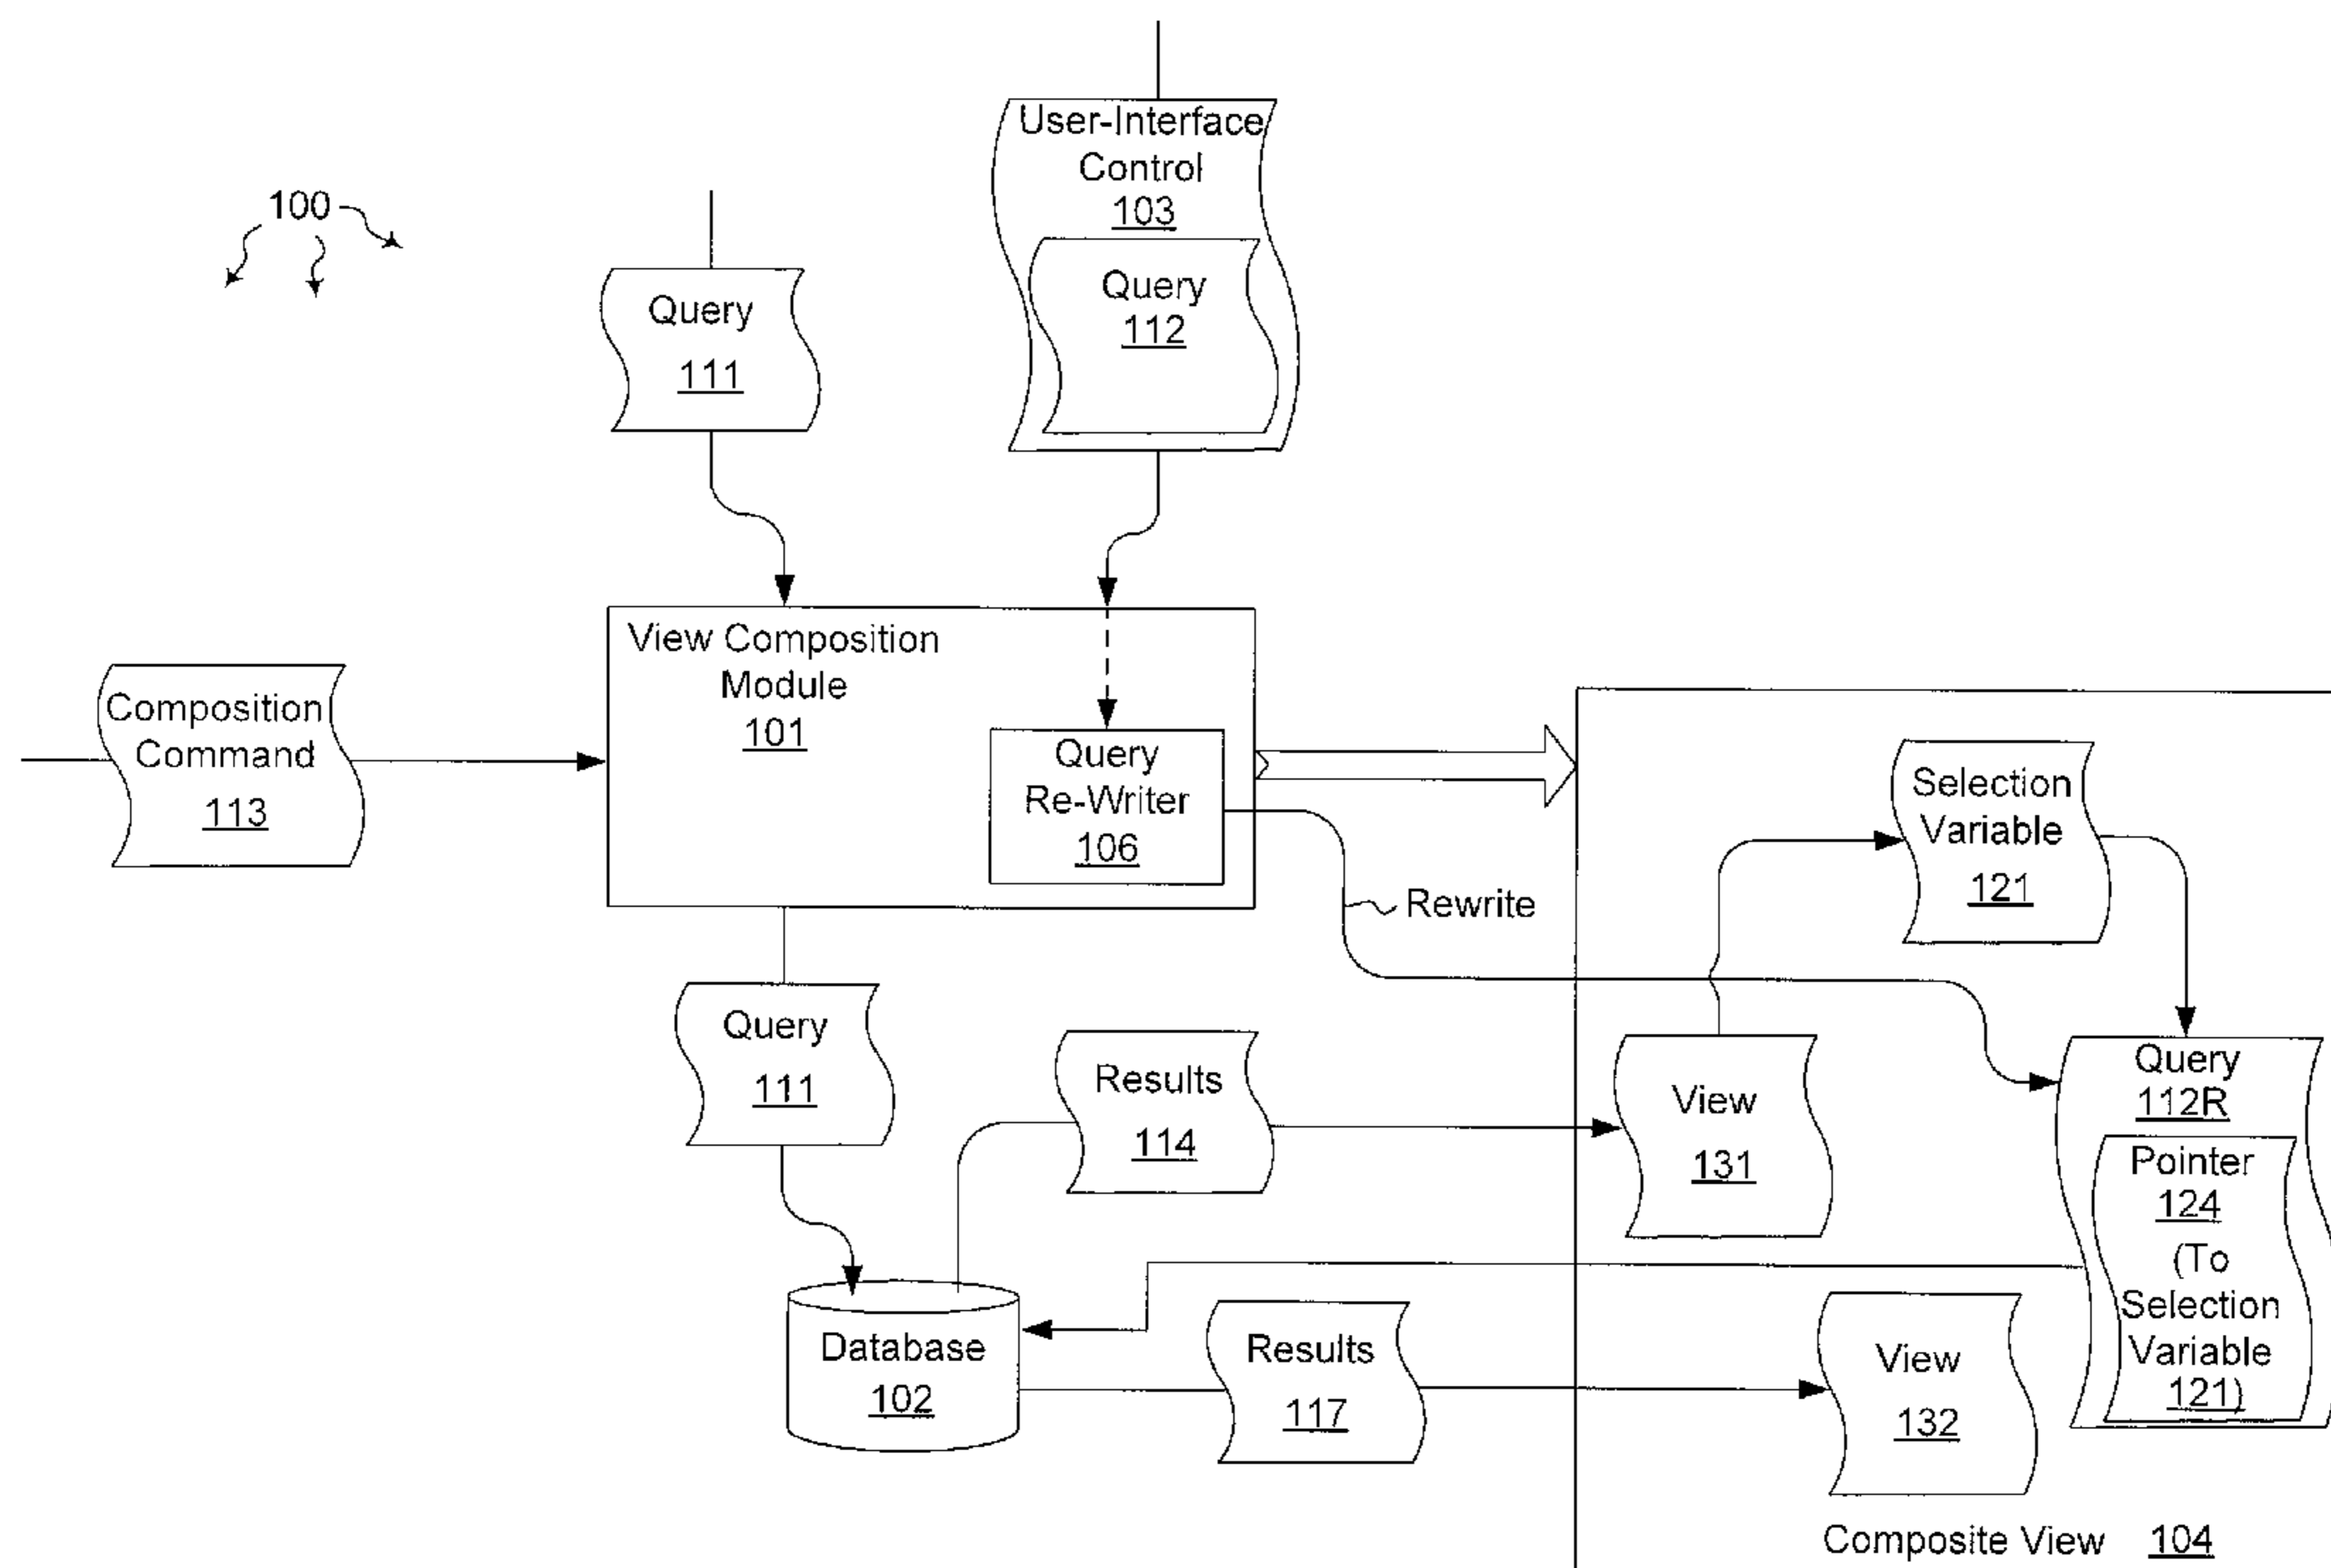 User-Interface
Control
103
Query
112
100
Query
111
View Composition
Module
101
Composition
Command
113
Query
Re-Writer
106
Rewrite
Selection
Variable
121
Query
111
Results
114
View
131
Query
112R
Pointer
124
(To
Selection
Variable
121)
Database
102
Results
117
View
132
Composite View 104